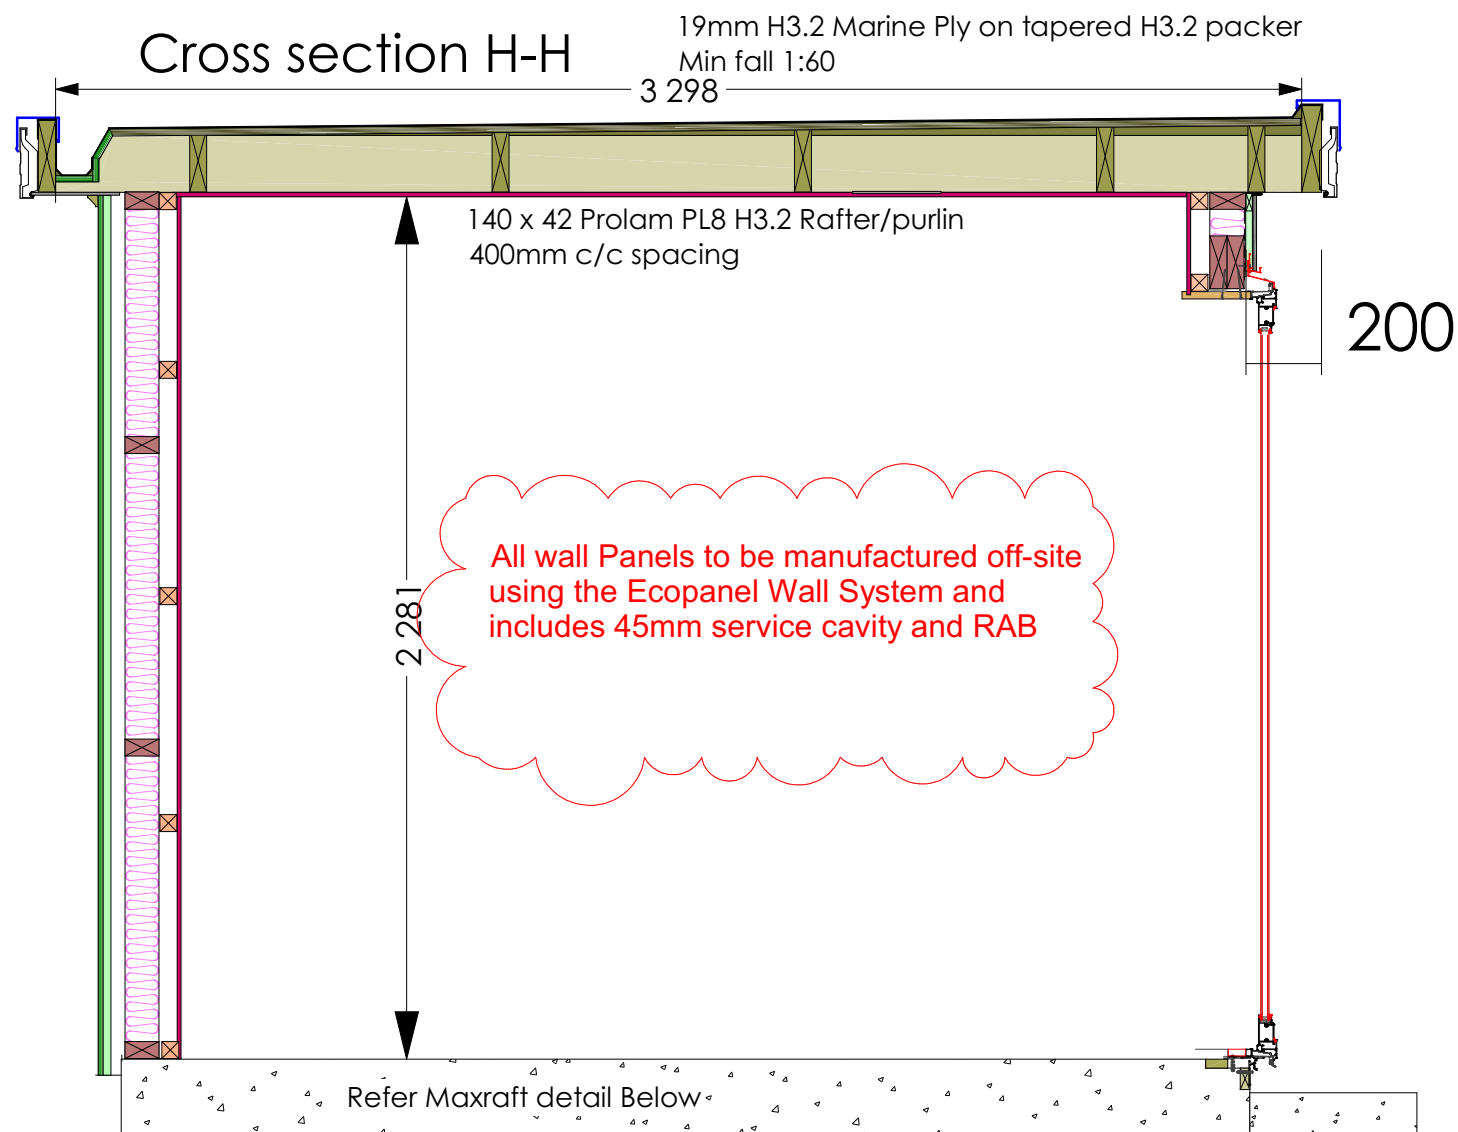 Cross section H-H
19mm H3.2 Marine Ply on tapered H3.2 packer
Min fall 1:60
3 298
140 x 42 Prolam PL8 H3.2 Rafter/purlin
400mm c/c spacing
200
All wall Panels to be manufactured off-site
using the Ecopanel Wall System and
includes 45mm service cavity and RAB
2 281
Refer Maxraft detail Below